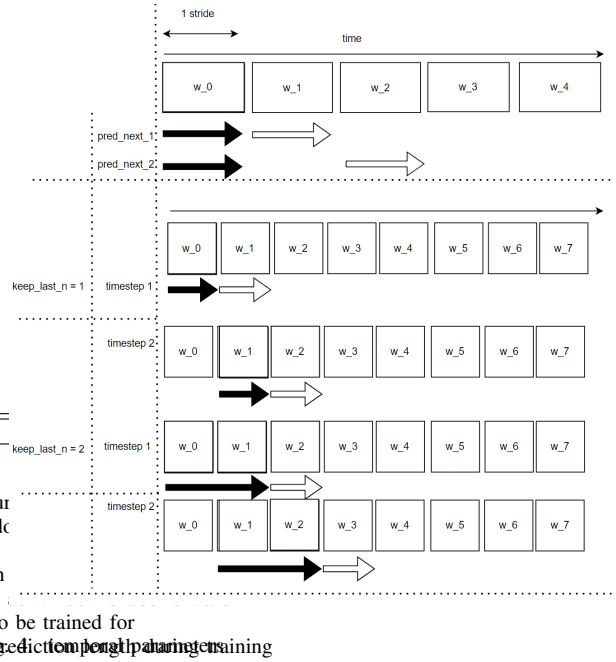 1 stride
time
w_0 w_1 w_2 w_3 w_4
pred_next_1
pred_next_2
w_0 w_1 w_2 w_3 w_4 w_5 w_6 w_7
keep_last_n = 1 timestep 1
timestep 2
w_0 w_1 w_2 w_3 w_4 w_5 w_6 w_7
keep_last_n = 2 timestep 1
w_0 w_1 w_2 w_3 w_4 w_5 w_6 w_7
timestep 2
w_0 w_1 w_2 w_3 w_4 w_5 w_6 w_7
be trained for
training